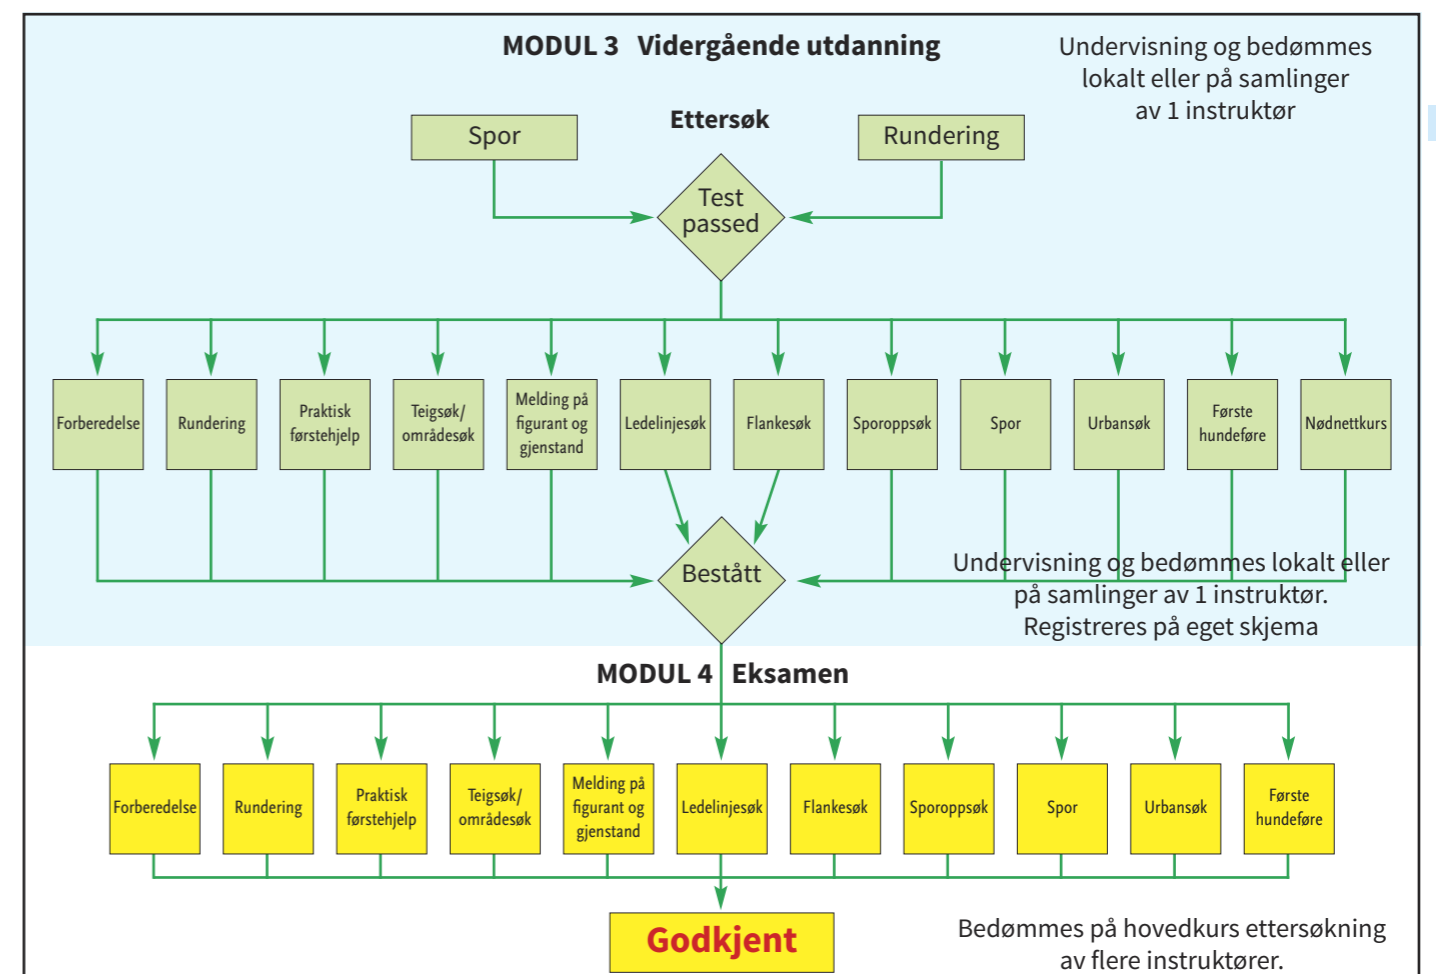 MODUL 3 Vidergående utdanning
Undervisning og bedømmes
lokalt eller på samlinger
av 1 instruktør
Ettersøk
Spor
Rundering
Test
passed
Forberedelse
Rundering
Praktisk
førstehjelp
Teigsøk/
områdesøk
Melding på
figurant og
gjenstand
Ledelinjesøk
Flankesøk
Sporoppsøk
Spor
Urbansøk
Første
hundeføre
Nødnettkurs
Bestått
Undervisning og bedømmes lokalt eller
på samlinger av 1 instruktør.
Registreres på eget skjema
MODUL 4 Eksamen
Forberedelse
Rundering
Praktisk
førstehjelp
Teigsøk/
områdesøk
Melding på
figurant og
gjenstand
Ledelinjesøk
Flankesøk
Sporoppsøk
Spor
Urbansøk
Første
hundeføre
Godkjent
Bedømmes på hovedkurs ettersøkning
av flere instruktører.